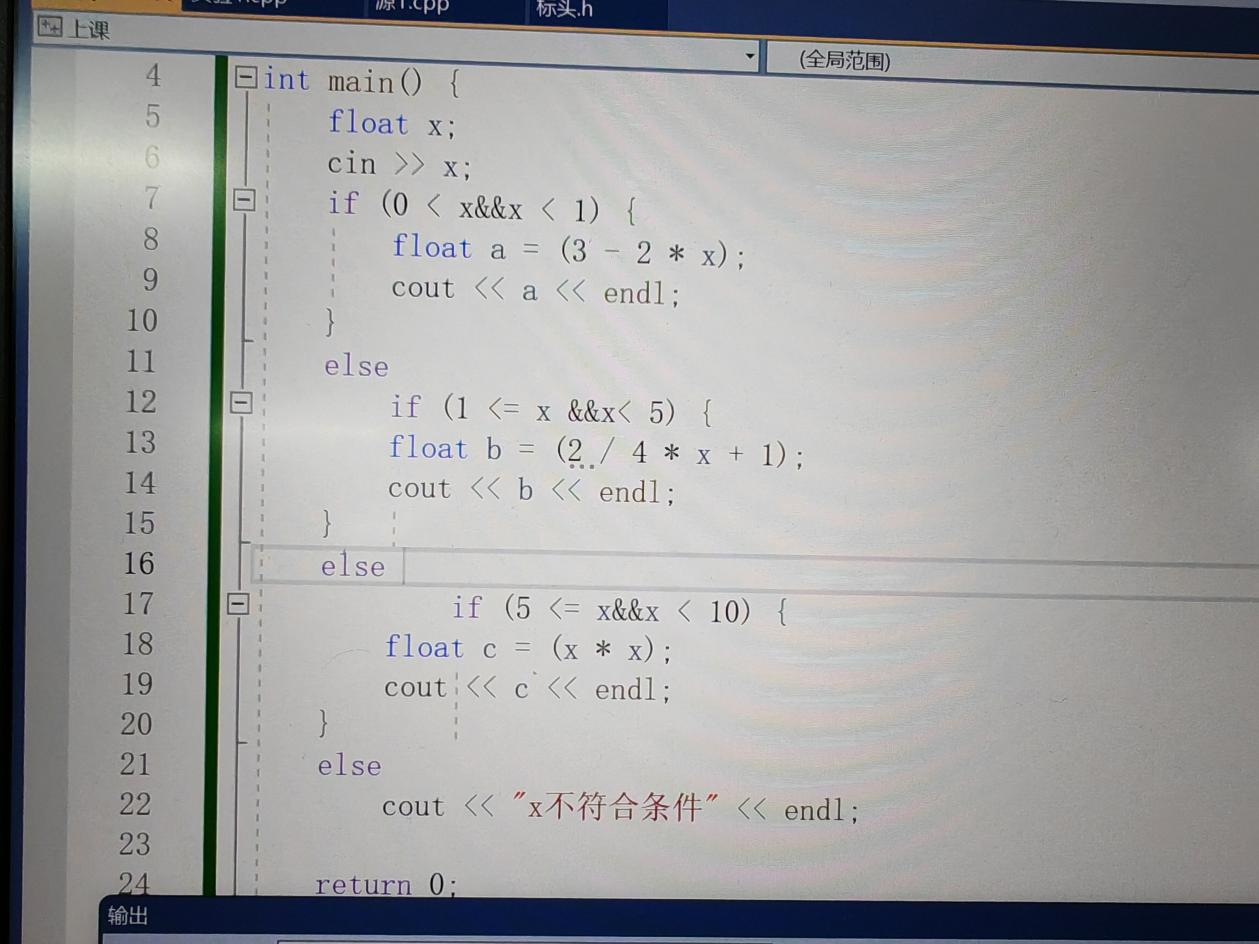 源1.cpp
标头.h
上课
(全局范围)
4 int main() {
5 float x;
6 cin >> x;
7 if (0 < x&&x < 1) {
8 float a = (3 - 2 * x);
9 cout << a << endl;
10 }
11 else
12 if (1 <= x &&x< 5) {
13 float b = (2 / 4 * x + 1);
14 cout << b << endl;
15 }
16 else
17 if (5 <= x&&x < 10) {
18 float c = (x * x);
19 cout << c << endl;
20 }
21 else
22 cout << "x不符合条件" << endl;
23
24 return 0;
输出